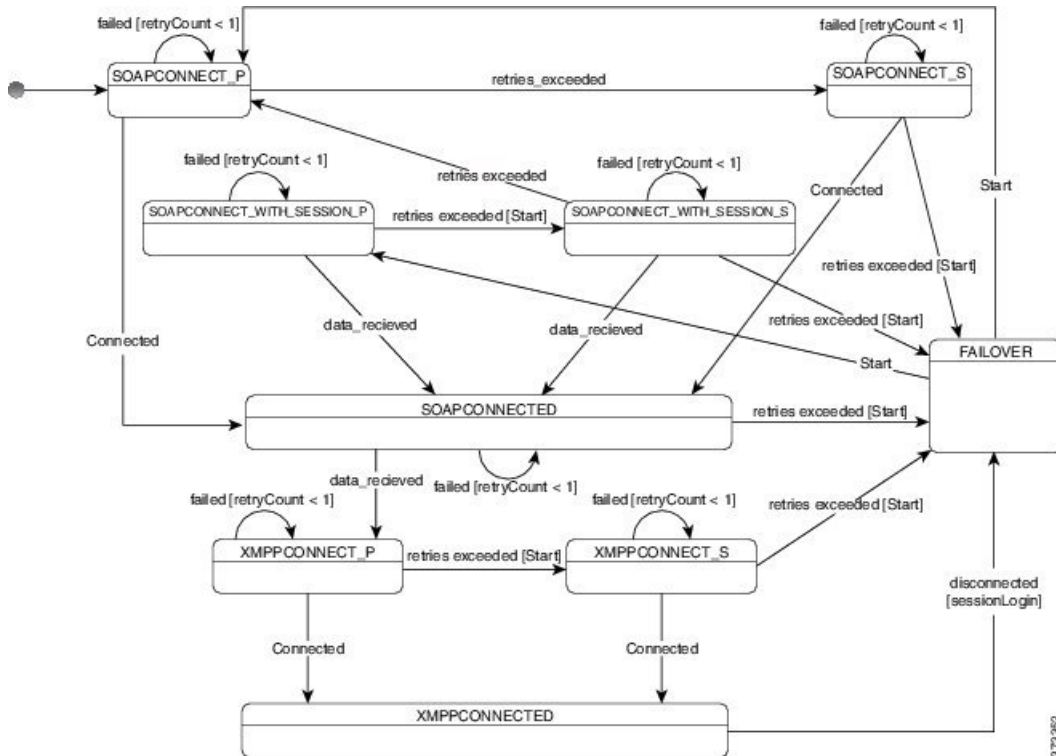 failed [retryCount < 1]
failed [retryCount < 1]
SOAPCONNECT_P
SOAPCONNECT_S
retries_exceeded
failed [retryCount < 1]
failed [retryCount < 1]
retries exceeded
Connected
Start
SOAPCONNECT_WITH_SESSION_P
retries exceeded [Start]
SOAPCONNECT_WITH_SESSION_S
retries exceeded [Start]
data_recieved
data_recieved
retries exceeded [Start]
Connected
Start
FAILOVER
SOAPCONNECTED
retries exceeded [Start]
data_recieved
failed [retryCount < 1]
failed [retryCount < 1]
failed [retryCount < 1]
retries exceeded [Start]
XMPPCONNECT_P
retries exceeded [Start]
XMPPCONNECT_S
disconnected
[sessionLogin]
Connected
Connected
XMPPCONNECTED